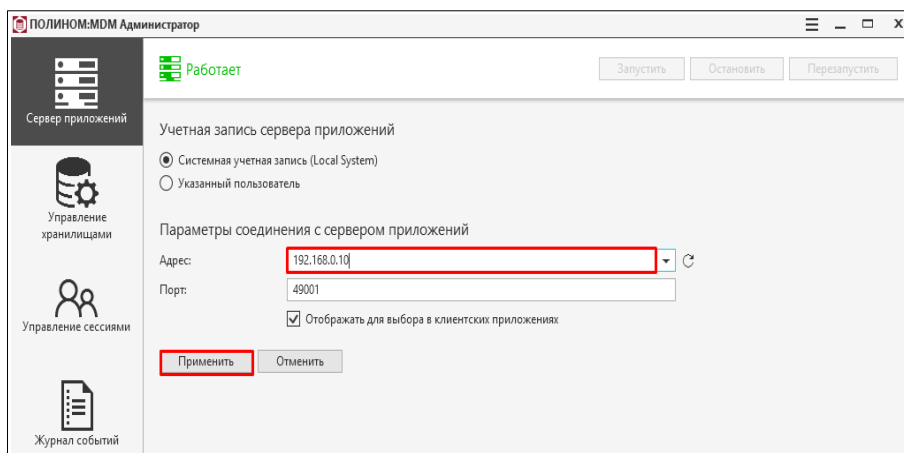 ПОЛИНОМ:MDM Администратор
Работает
Запустить Остановить Перезапустить
Сервер приложений
Учетная запись сервера приложений
Системная учетная запись (Local System)
Указанный пользователь
Управление
хранилищами
Параметры соединения с сервером приложений
Адрес: 192.168.0.10
Порт: 49001
Отображать для выбора в клиентских приложениях
Управление сессиями
Применить Отменить
Журнал событий